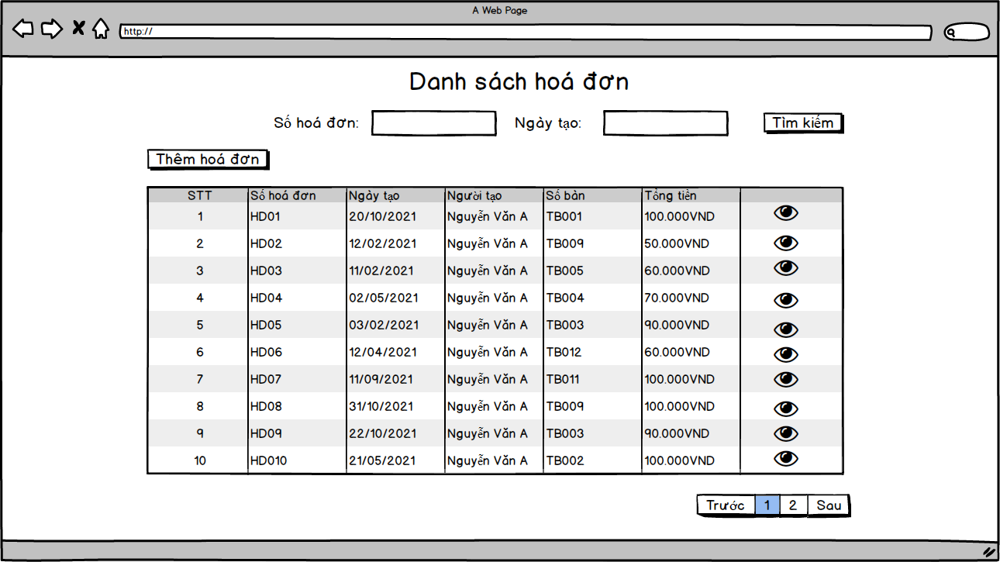 A Web Page
http://
Danh sách hoá đơn
Số hoá đơn: Ngày tạo: Tìm kiếm
Thêm hoá đơn
STT Số hoá đơn Ngày tạo Người tạo Số bàn Tổng tiền
1 HD01 20/10/2021 Nguyễn Văn A TB001 100.000VND
2 HD02 12/02/2021 Nguyễn Văn A TB009 50.000VND
3 HD03 11/02/2021 Nguyễn Văn A TB005 60.000VND
4 HD04 02/05/2021 Nguyễn Văn A TB004 70.000VND
5 HD05 03/02/2021 Nguyễn Văn A TB003 90.000VND
6 HD06 12/04/2021 Nguyễn Văn A TB012 60.000VND
7 HD07 11/09/2021 Nguyễn Văn A TB011 100.000VND
8 HD08 31/10/2021 Nguyễn Văn A TB009 100.000VND
9 HD09 22/10/2021 Nguyễn Văn A TB003 90.000VND
10 HD010 21/05/2021 Nguyễn Văn A TB002 100.000VND
Trước 1 2 Sau